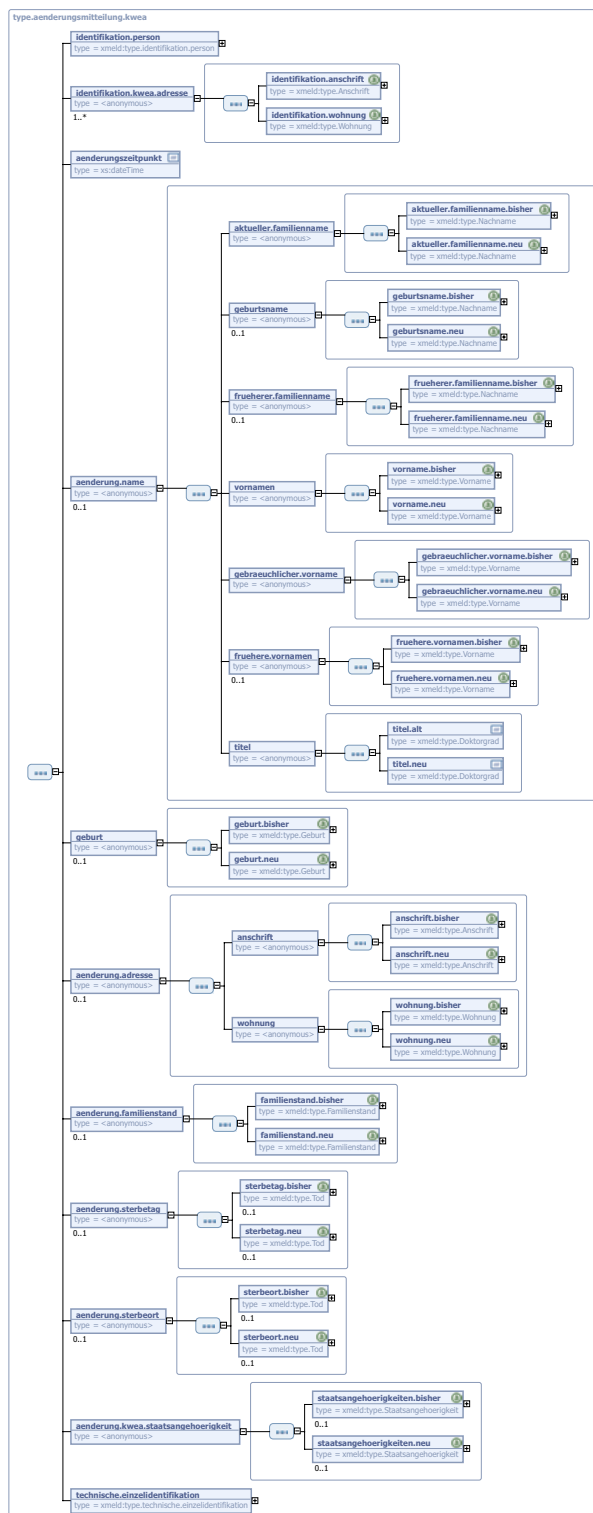 type.aenderungsmitteilung.kwea
identifikation.person
type = xmeld:type.identifikation.person
identifikation.kwea.adresse
type = <anonymous>
1..*
identifikation.anschrift
type = xmeld:type.Anschrift
identifikation.wohnung
type = xmeld:type.Wohnung
aenderungszeitpunkt
type = xs:dateTime
aenderung.name
type = <anonymous>
0..1
aktueller.familienname
type = <anonymous>
aktueller.familienname.bisher
type = xmeld:type.Nachname
aktueller.familienname.neu
type = xmeld:type.Nachname
geburtsname
type = <anonymous>
0..1
geburtsname.bisher
type = xmeld:type.Nachname
geburtsname.neu
type = xmeld:type.Nachname
frueherer.familienname
type = <anonymous>
0..1
frueherer.familienname.bisher
type = xmeld:type.Nachname
frueherer.familienname.neu
type = xmeld:type.Nachname
vornamen
type = <anonymous>
vorname.bisher
type = xmeld:type.Vorname
vorname.neu
type = xmeld:type.Vorname
gebraeuchlicher.vorname
type = <anonymous>
gebraeuchlicher.vorname.bisher
type = xmeld:type.Vorname
gebraeuchlicher.vorname.neu
type = xmeld:type.Vorname
fruehere.vornamen
type = <anonymous>
0..1
fruehere.vornamen.bisher
type = xmeld:type.Vorname
fruehere.vornamen.neu
type = xmeld:type.Vorname
titel
type = <anonymous>
titel.alt
type = xmeld:type.Doktorgrad
titel.neu
type = xmeld:type.Doktorgrad
geburt
type = <anonymous>
0..1
geburt.bisher
type = xmeld:type.Geburt
geburt.neu
type = xmeld:type.Geburt
aenderung.adresse
type = <anonymous>
0..1
anschrift
type = <anonymous>
anschrift.bisher
type = xmeld:type.Anschrift
anschrift.neu
type = xmeld:type.Anschrift
wohnung
type = <anonymous>
wohnung.bisher
type = xmeld:type.Wohnung
wohnung.neu
type = xmeld:type.Wohnung
aenderung.familienstand
type = <anonymous>
0..1
familienstand.bisher
type = xmeld:type.Familienstand
familienstand.neu
type = xmeld:type.Familienstand
aenderung.sterbetag
type = <anonymous>
0..1
sterbetag.bisher
type = xmeld:type.Tod
0..1
sterbetag.neu
type = xmeld:type.Tod
0..1
aenderung.sterbeort
type = <anonymous>
0..1
sterbeort.bisher
type = xmeld:type.Tod
0..1
sterbeort.neu
type = xmeld:type.Tod
0..1
aenderung.kwea.staatsangehoerigkeit
type = <anonymous>
staatsangehoerigkeiten.bisher
type = xmeld:type.Staatsangehoerigkeit
0..1
staatsangehoerigkeiten.neu
type = xmeld:type.Staatsangehoerigkeit
0..1
technische.einzelidentifikation
type = xmeld:type.technische.einzelidentifikation